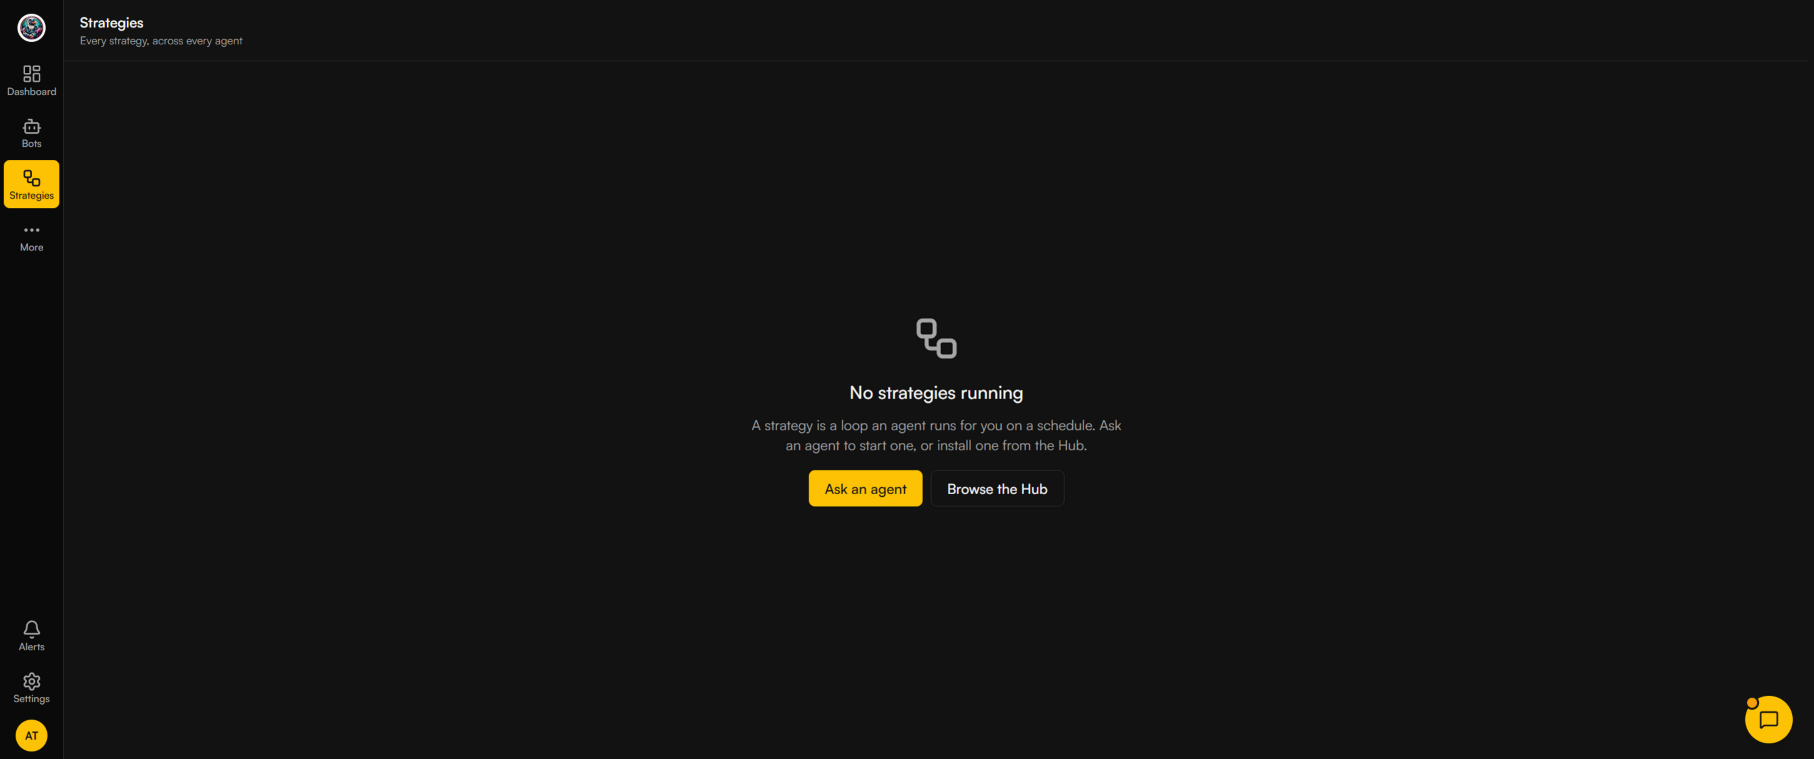 Strategies
Every strategy, across every agent
Dashboard
Bots
Strategies
More
No strategies running
A strategy is a loop an agent runs for you on a schedule. Ask
an agent to start one, or install one from the Hub.
Ask an agent
Browse the Hub
Alerts
Settings
AT